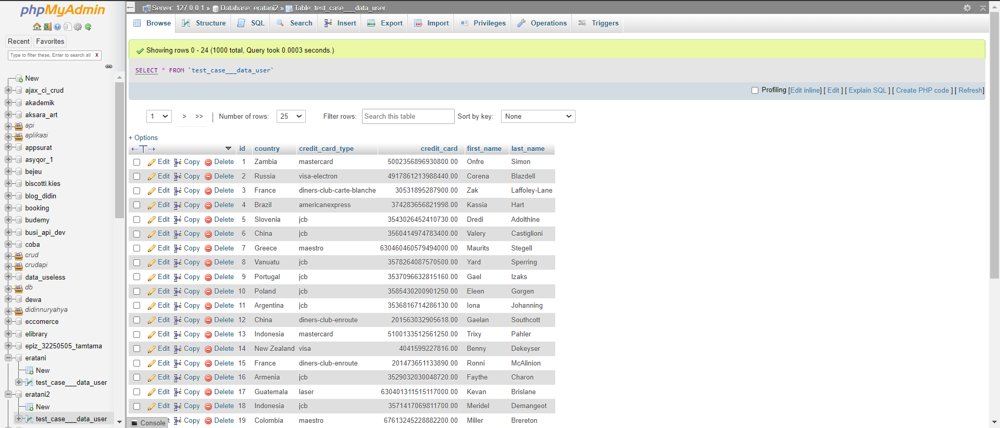 phpMyAdmin
Recent Favorites
Type to filter these, Enter to search all X
New
ajax_ci_crud
akademik
aksara_art
api
aplikasi
appsurat
asyqor_1
bejeu
biscotti.kies
blog_didin
booking
budemy
busi_api_dev
coba
crud
crudapi
data_useless
db
dewa
didinnuryahya
eccomerce
elibrary
epiz_32250505_tamtama
eratani
New
test_case___data_user
eratani2
New
test_case___data_user
Server: 127.0.0.1 » Database: eratani2 » Table: test_case___data_user
Browse Structure SQL Search Insert Export Import Privileges Operations Triggers
Showing rows 0 - 24 (1000 total, Query took 0.0003 seconds.)
SELECT * FROM `test_case___data_user`
Profiling [Edit inline] [ Edit ] [ Explain SQL ] [ Create PHP code ] [ Refresh]
1 > >> | Number of rows: 25 Filter rows: Search this table Sort by key: None
+ Options
←T→ id country credit_card_type credit_card first_name last_name
Edit Copy Delete 1 Zambia mastercard 5002356896930800.00 Onfre Simon
Edit Copy Delete 2 Russia visa-electron 4917861213988440.00 Corena Blazdell
Edit Copy Delete 3 France diners-club-carte-blanche 30531895287900.00 Zak Laffoley-Lane
Edit Copy Delete 4 Brazil americanexpress 374283656821998.00 Kassia Hart
Edit Copy Delete 5 Slovenia jcb 3543026452410730.00 Dredi Adolthine
Edit Copy Delete 6 China jcb 3560414974783400.00 Valery Castiglioni
Edit Copy Delete 7 Greece maestro 630460460579494000.00 Maurits Stegell
Edit Copy Delete 8 Vanuatu jcb 3578264087570500.00 Yard Sperring
Edit Copy Delete 9 Portugal jcb 3537096632815160.00 Gael Izaks
Edit Copy Delete 10 Poland jcb 3585430200901250.00 Eleen Gorgen
Edit Copy Delete 11 Argentina jcb 3536816714286130.00 Iona Johanning
Edit Copy Delete 12 China diners-club-enroute 201563032905618.00 Gaelan Southcott
Edit Copy Delete 13 Indonesia mastercard 5100133512561250.00 Trixy Pahler
Edit Copy Delete 14 New Zealand visa 4041599227816.00 Benny Dekeyser
Edit Copy Delete 15 France diners-club-enroute 201473651133890.00 Ronni McAlinion
Edit Copy Delete 16 Armenia jcb 3529032030048720.00 Faythe Charon
Edit Copy Delete 17 Guatemala laser 630401311515117000.00 Kevan Brislane
Edit Copy Delete 18 Indonesia jcb 3571417069811700.00 Meridel Demangeot
Console t Copy Delete 19 Colombia maestro 67613245228882200.00 Miller Brereton